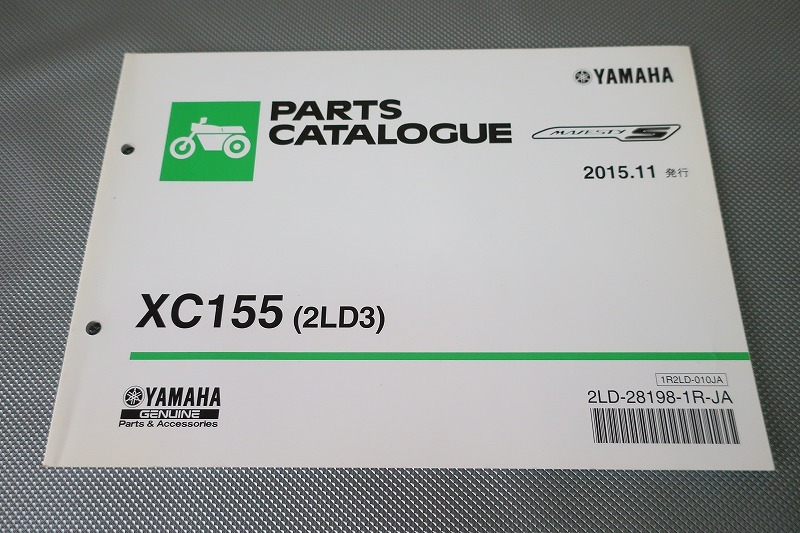 YAMAHA
PARTS
CATALOGUE
MAJESTY S
2015.11 発行
XC155 (2LD3)
1R2LD-010JA
2LD-28198-1R-JA
YAMAHA
GENUINE
Parts & Accessories